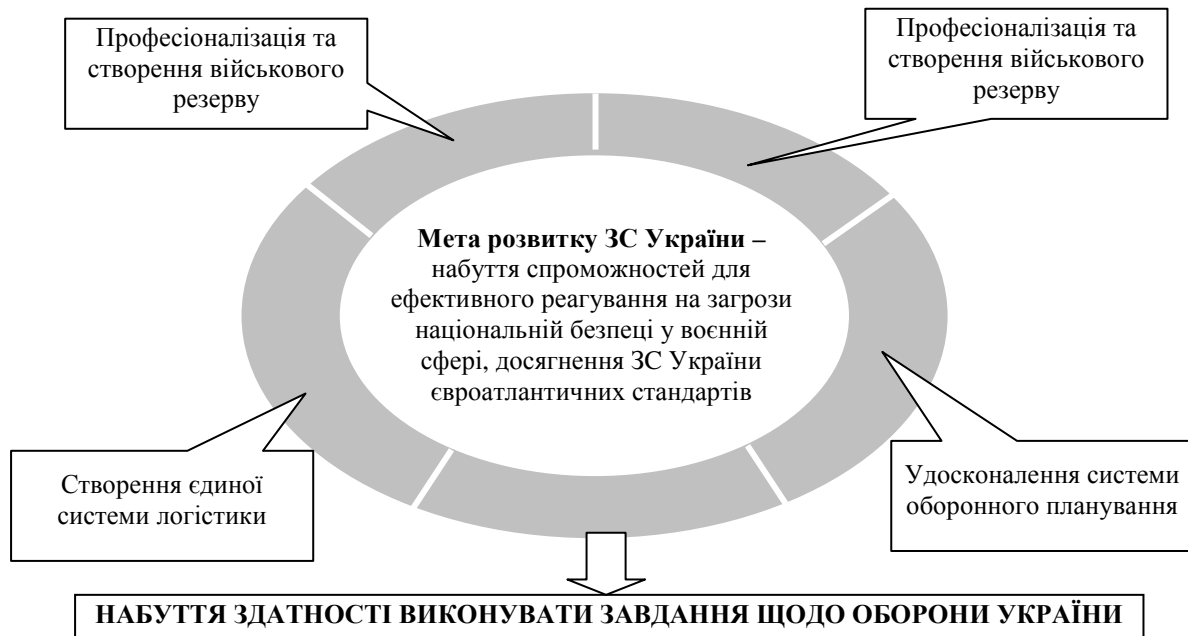 Професіоналізація та
створення військового
резерву
Професіоналізація та
створення військового
резерву
Мета розвитку ЗС України –
набуття спроможностей для
ефективного реагування на загрози
національній безпеці у воєнній
сфері, досягнення ЗС України
євроатлантичних стандартів
Створення єдиної
системи логістики
Удосконалення системи
оборонного планування
НАБУТТЯ ЗДАТНОСТІ ВИКОНУВАТИ ЗАВДАННЯ ЩОДО ОБОРОНИ УКРАЇНИ